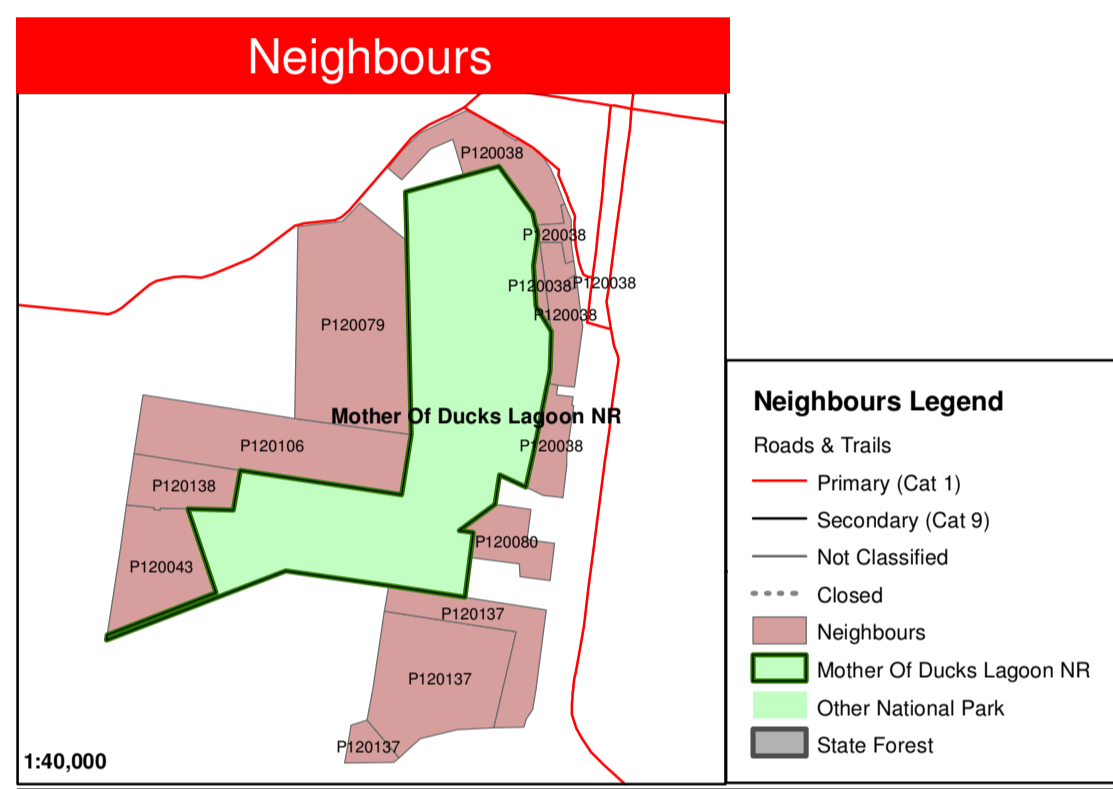 Neighbours
P120038
P120038
P120038
P120038
P120038
P120079
Mother Of Ducks Lagoon NR
P120106
P120038
P120138
P120080
P120043
P120137
P120137
P120137
1:40,000
Neighbours Legend
Roads & Trails
Primary (Cat 1)
Secondary (Cat 9)
Not Classified
Closed
Neighbours
Mother Of Ducks Lagoon NR
Other National Park
State Forest